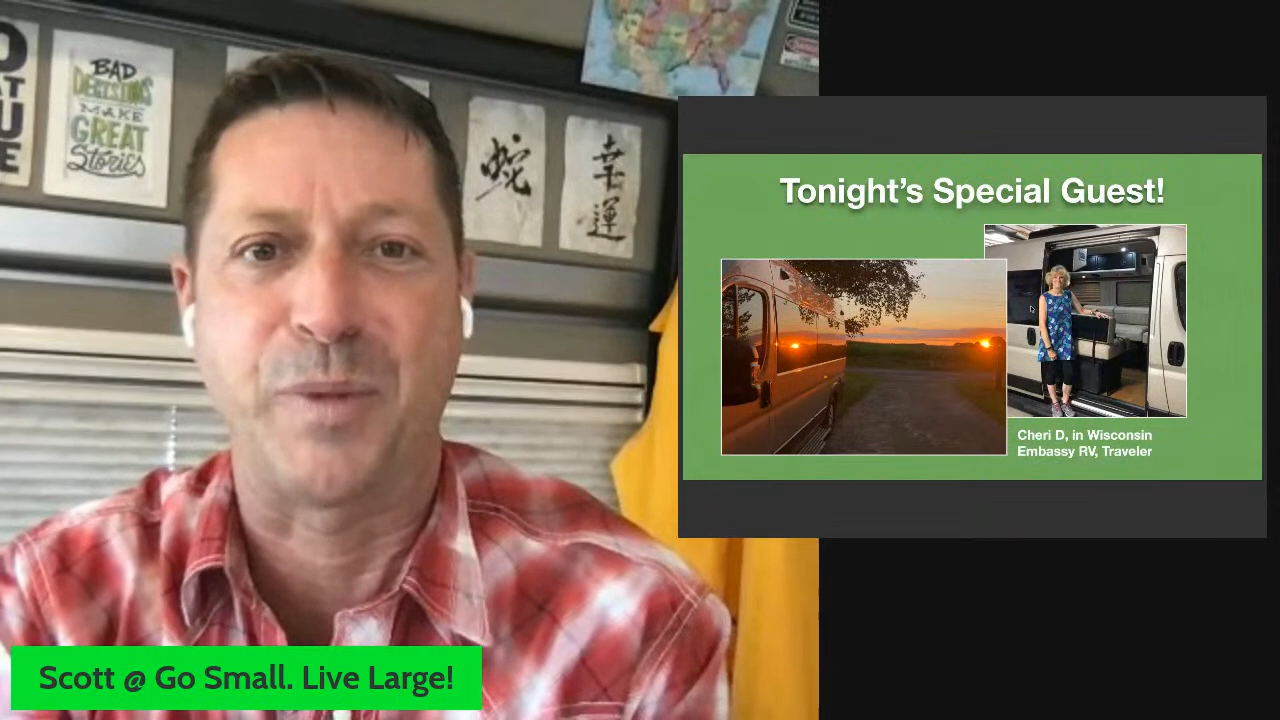 BAD
DECISIONS
MAKE
GREAT
Stories
蛇
幸
運
Tonight's Special Guest!
Cheri D, in Wisconsin
Embassy RV, Traveler
Scott @ Go Small. Live Large!